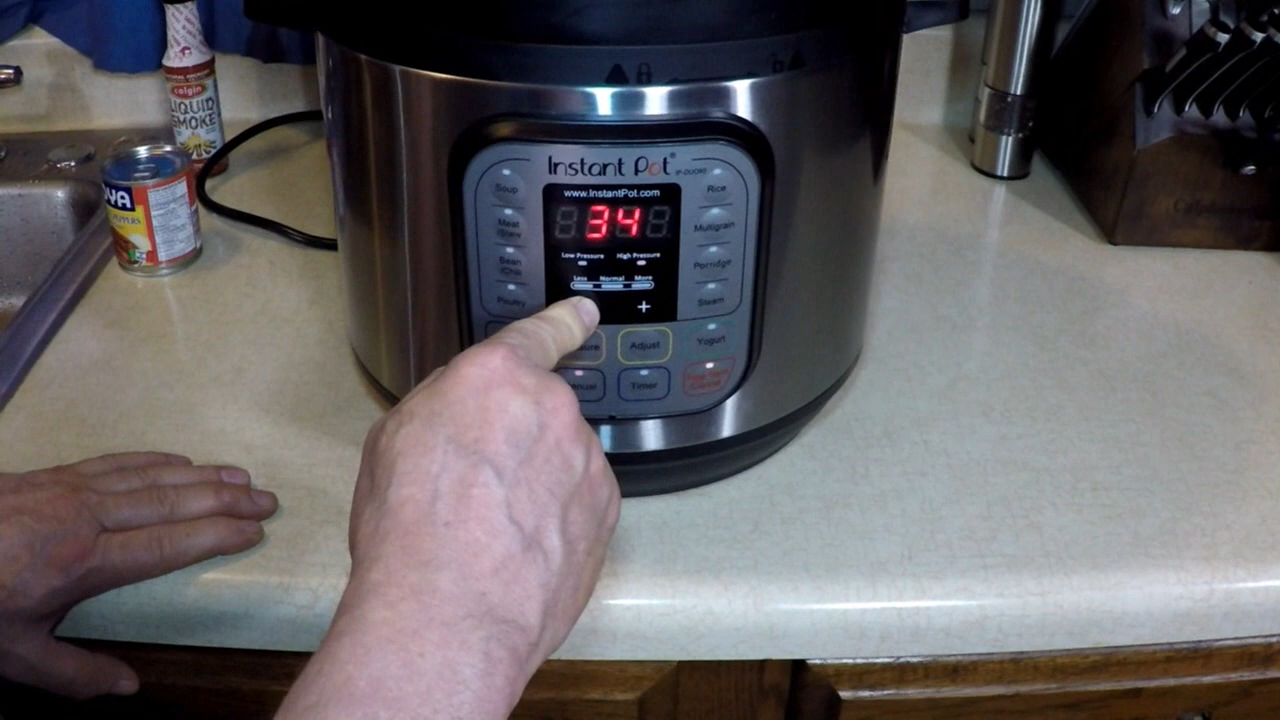 colgin
LIQUID
SMOKE
Instant Pot®
www.InstantPot.com
34
Low Pressure High Pressure
Less Normal More
+
Soup
Meat
/Stew
Bean
Poultry
Rice
Multigrain
Porridge
Steam
Yogurt
Adjust
Timer